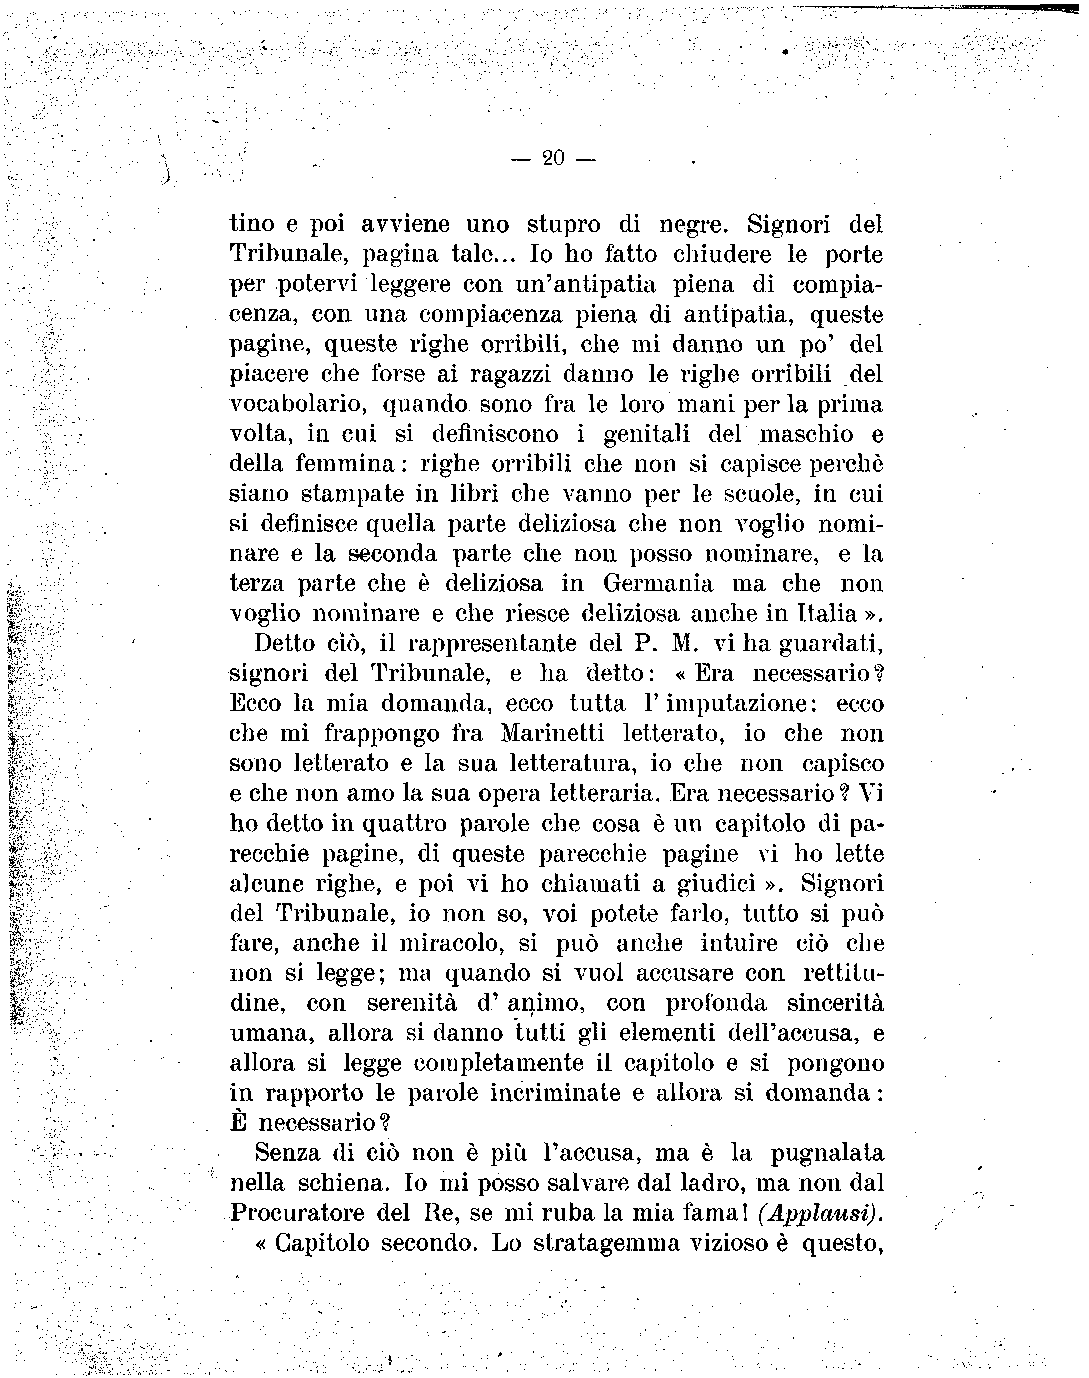 — 20 —
tino e poi avviene uno stupro di negre. Signori del
Tribunale, pagina tale... Io ho fatto chiudere le porte
per potervi leggere con un'antipatia piena di compia-
cenza, con una compiacenza piena di antipatia, queste
pagine, queste righe orribili, che mi danno un po' del
piacere che forse ai ragazzi danno le righe orribili del
vocabolario, quando sono fra le loro mani per la prima
volta, in cui si definiscono i genitali del maschio e
della femmina: righe orribili che non si capisce perchè
siano stampate in libri che vanno per le scuole, in cui
si definisce quella parte deliziosa che non voglio nomi-
nare e la seconda parte che non posso nominare, e la
terza parte che è deliziosa in Germania ma che non
voglio nominare e che riesce deliziosa anche in Italia ».
Detto ciò, il rappresentante del P. M. vi ha guardati,
signori del Tribunale, e ha detto: « Era necessario?
Ecco la mia domanda, ecco tutta l'imputazione: ecco
che mi frappongo fra Marinetti letterato, io che non
sono letterato e la sua letteratura, io che non capisco
e che non amo la sua opera letteraria. Era necessario? Vi
ho detto in quattro parole che cosa è un capitolo di pa-
recchie pagine, di queste parecchie pagine vi ho lette
alcune righe, e poi vi ho chiamati a giudici ». Signori
del Tribunale, io non so, voi potete farlo, tutto si può
fare, anche il miracolo, si può anche intuire ciò che
non si legge; ma quando si vuol accusare con rettitu-
dine, con serenità d'animo, con profonda sincerità
umana, allora si danno tutti gli elementi dell'accusa, e
allora si legge completamente il capitolo e si pongono
in rapporto le parole incriminate e allora si domanda:
È necessario?
Senza di ciò non è più l'accusa, ma è la pugnalata
nella schiena. Io mi posso salvare dal ladro, ma non dal
Procuratore del Re, se mi ruba la mia fama! (Applausi).
« Capitolo secondo. Lo stratagemma vizioso è questo,